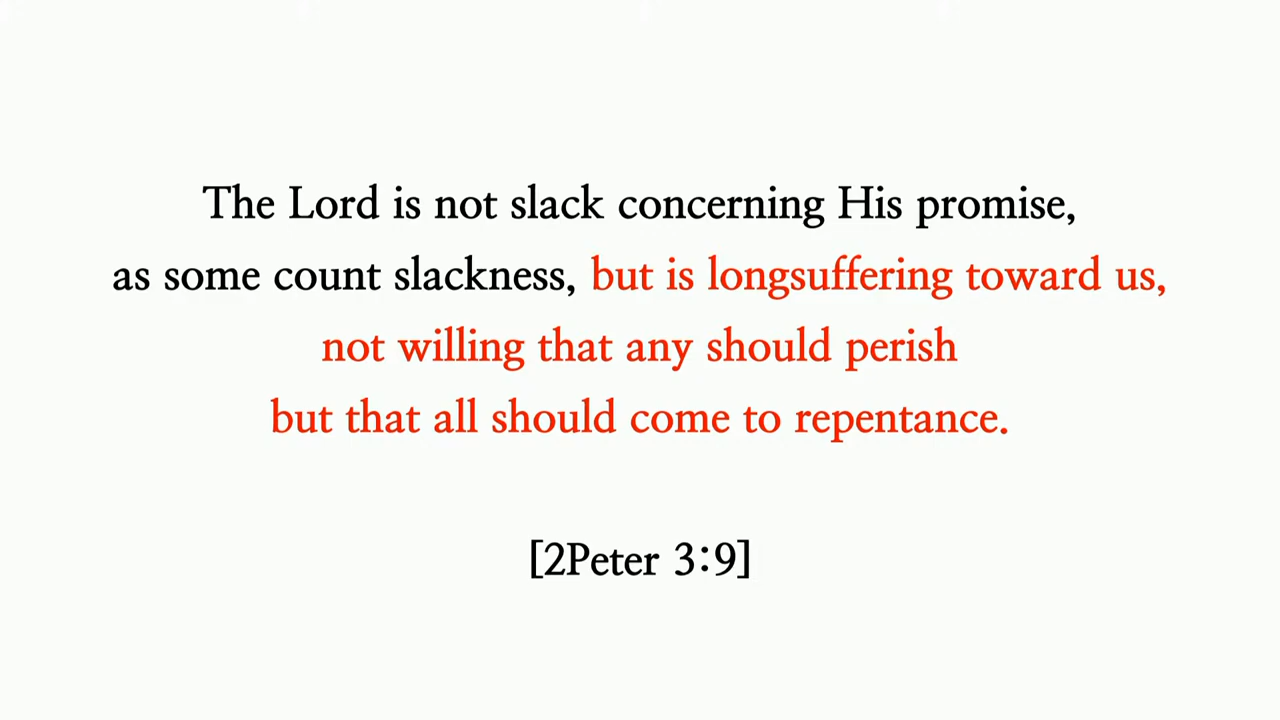 The Lord is not slack concerning His promise,
as some count slackness, but is longsuffering toward us,
not willing that any should perish
but that all should come to repentance.
[2Peter 3:9]